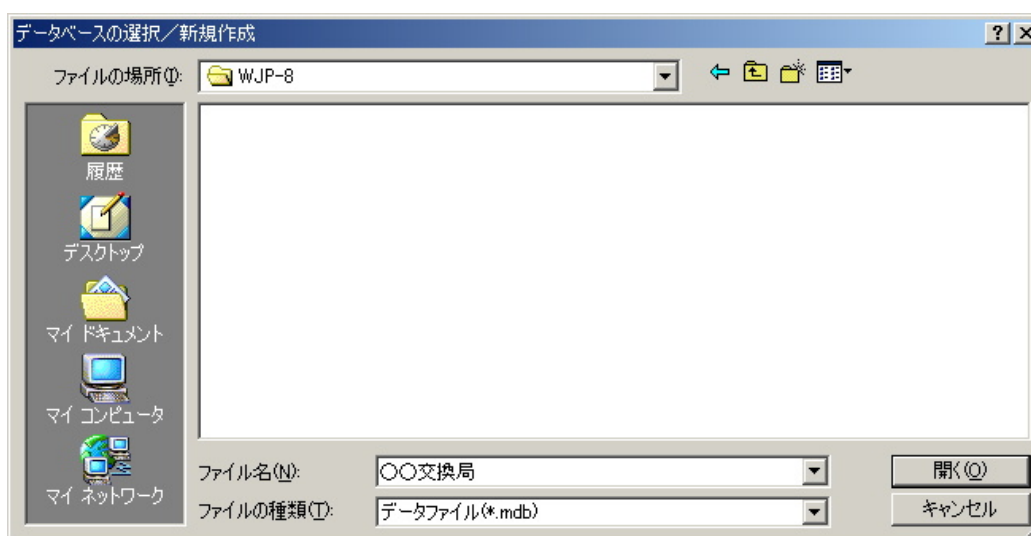 データベースの選択／新規作成
ファイルの場所(I):
WJP-8
履歴
デスクトップ
マイ ドキュメント
マイ コンピュータ
マイ ネットワーク
ファイル名(N):
〇〇交換局
開く(O)
ファイルの種類(T):
データファイル(*.mdb)
キャンセル